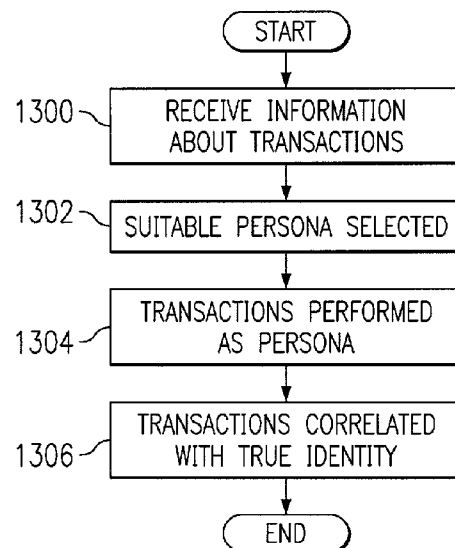 START
1300
RECEIVE INFORMATION
ABOUT TRANSACTIONS
1302
SUITABLE PERSONA SELECTED
1304
TRANSACTIONS PERFORMED
AS PERSONA
1306
TRANSACTIONS CORRELATED
WITH TRUE IDENTITY
END